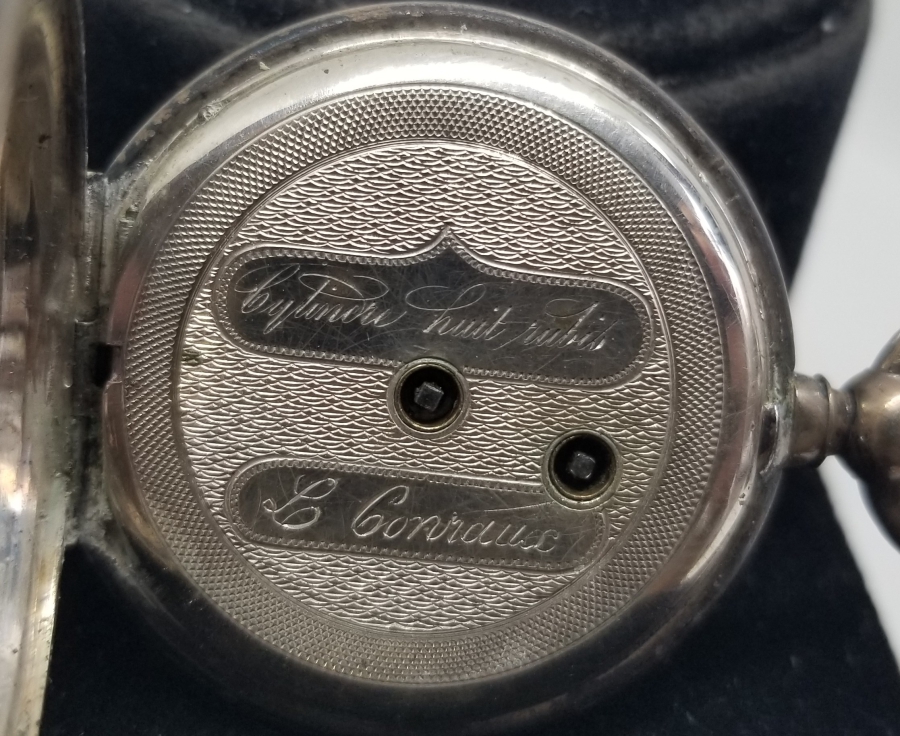 Cylindre huit rubis
L Conraux